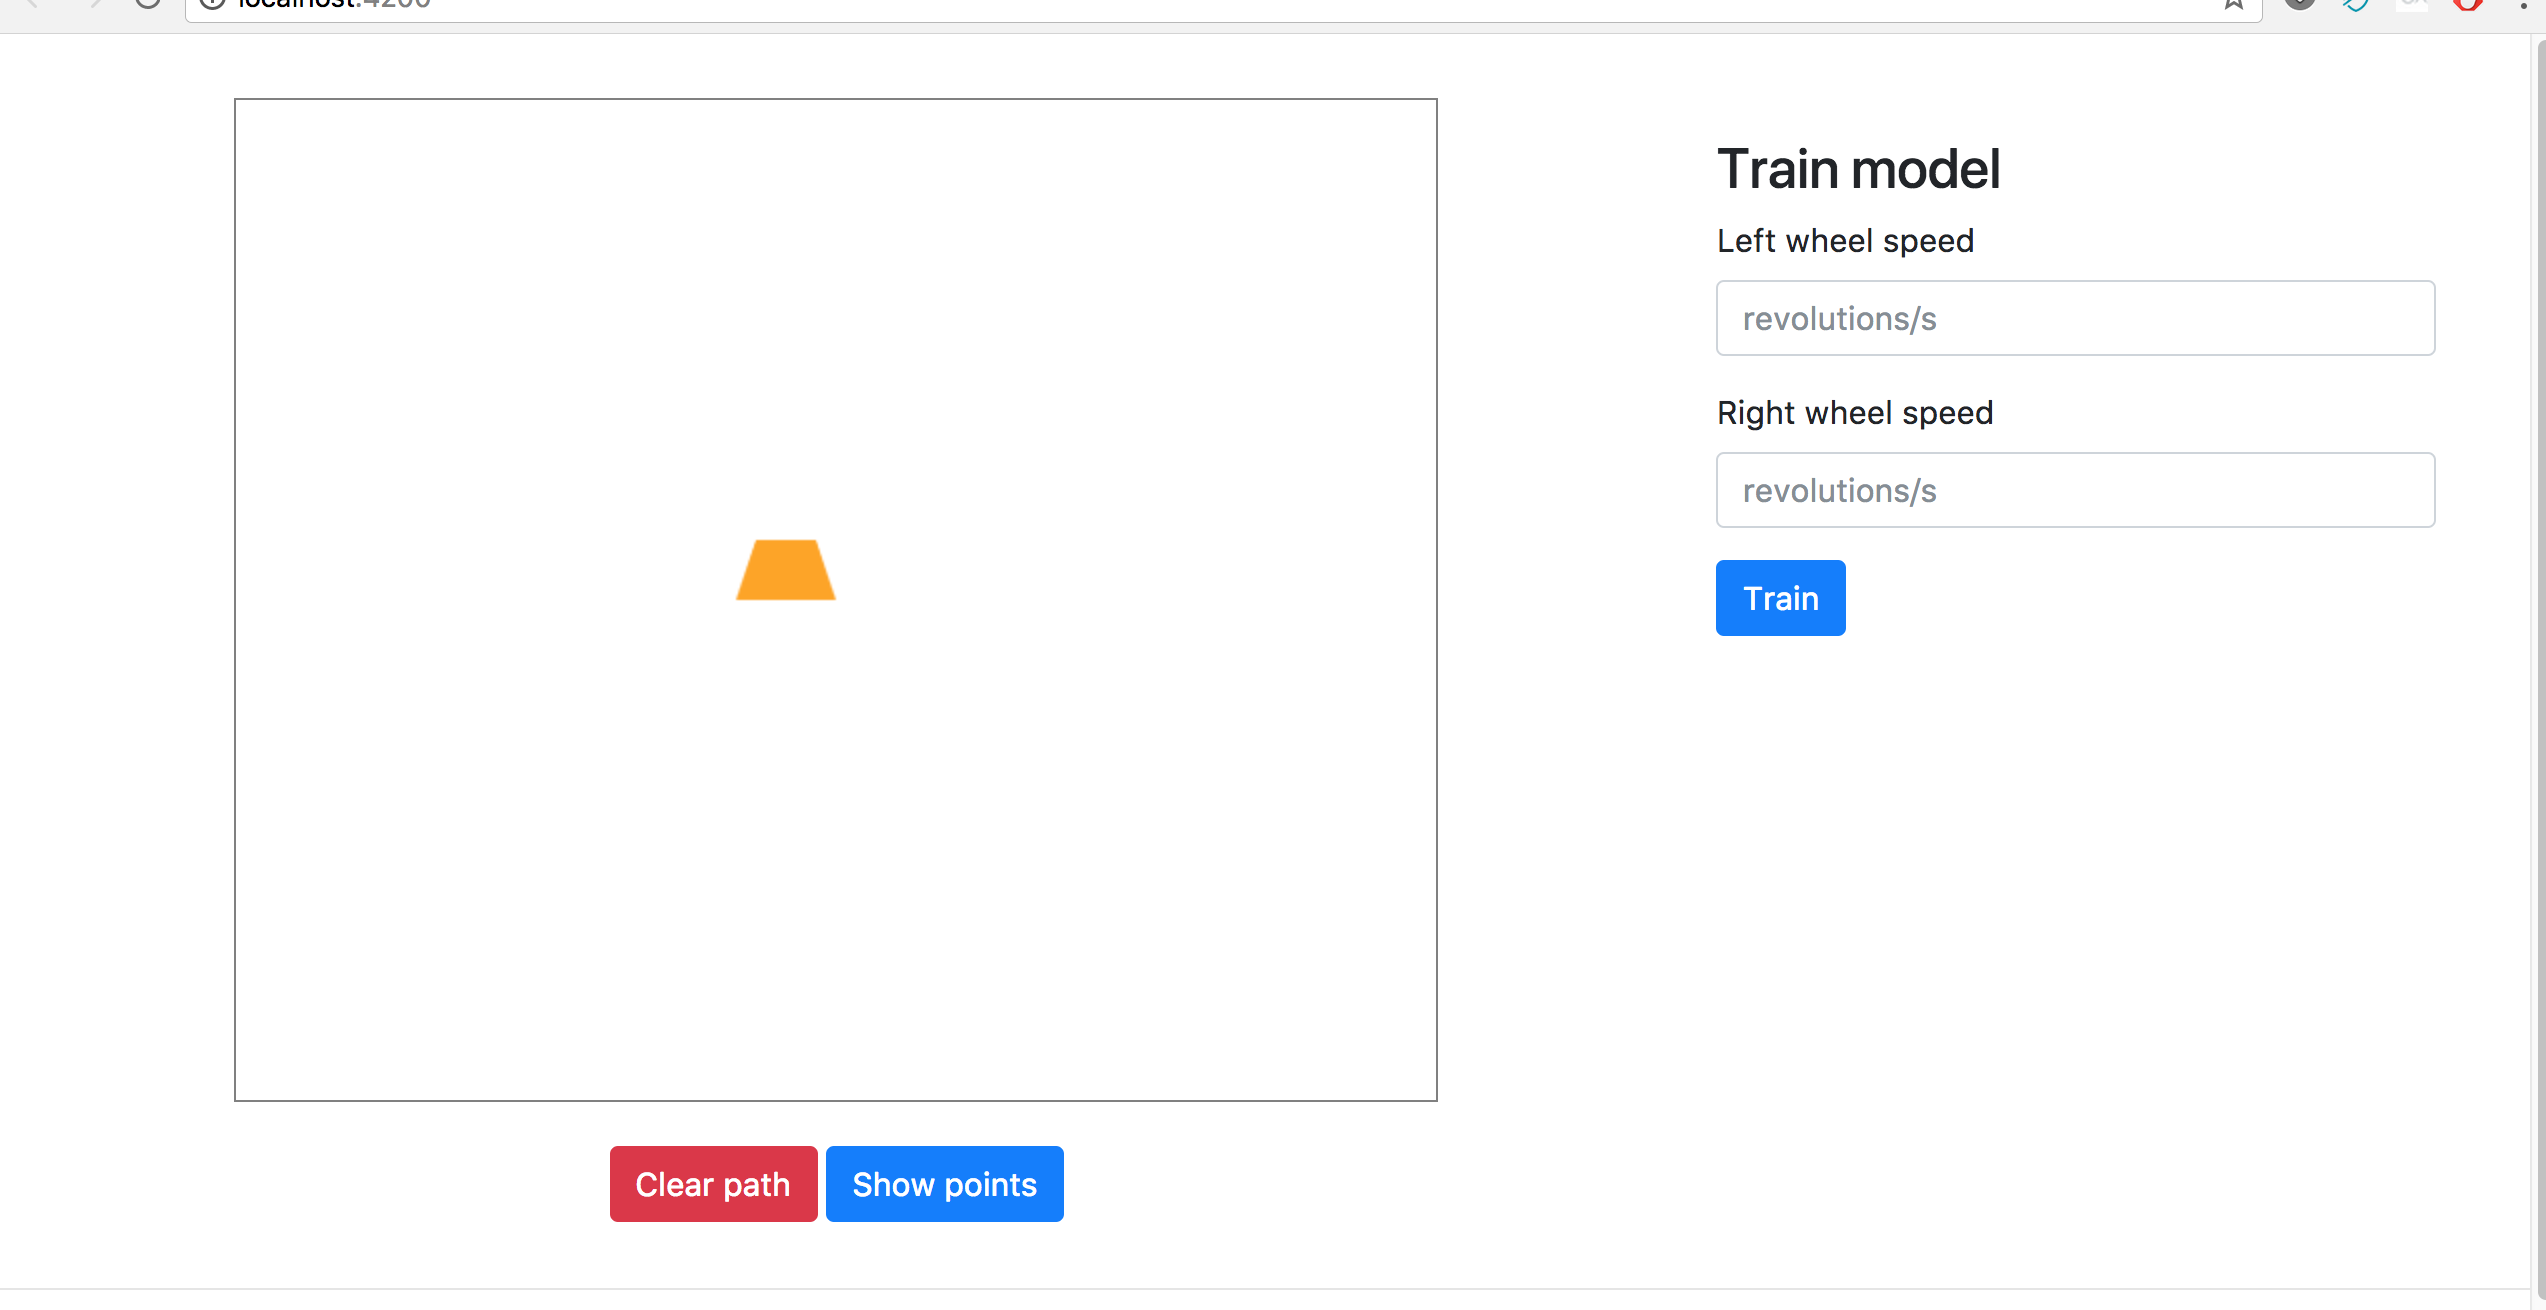 localhost:4200
Train model
Left wheel speed
revolutions/s
Right wheel speed
revolutions/s
Train
Clear path
Show points